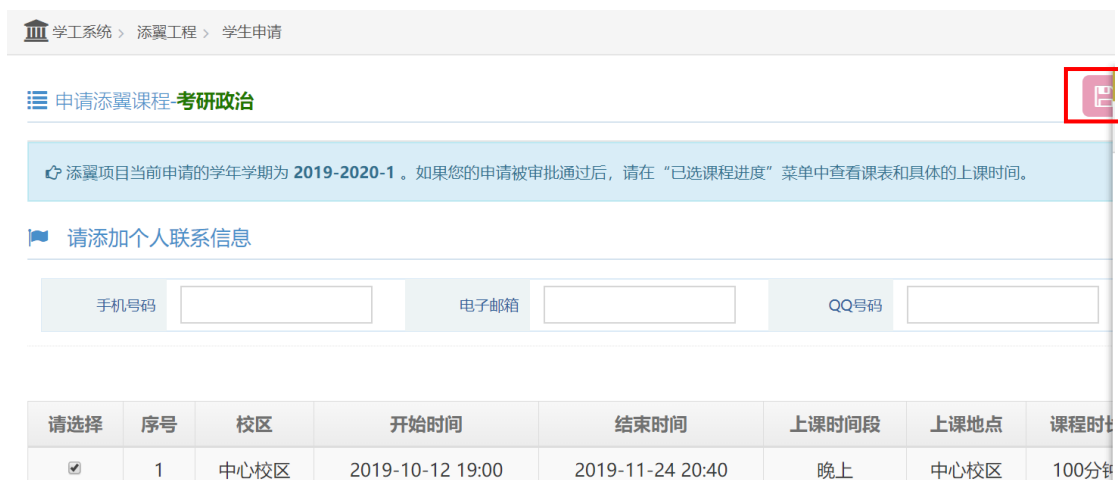 学工系统 > 添翼工程 > 学生申请
申请添翼课程-考研政治
添翼项目当前申请的学年学期为 2019-2020-1 。如果您的申请被审批通过后，请在“已选课程进度”菜单中查看课表和具体的上课时间。
请添加个人联系信息
手机号码 电子邮箱 QQ号码
请选择 序号 校区 开始时间 结束时间 上课时间段 上课地点 课程时
1 中心校区 2019-10-12 19:00 2019-11-24 20:40 晚上 中心校区 100分